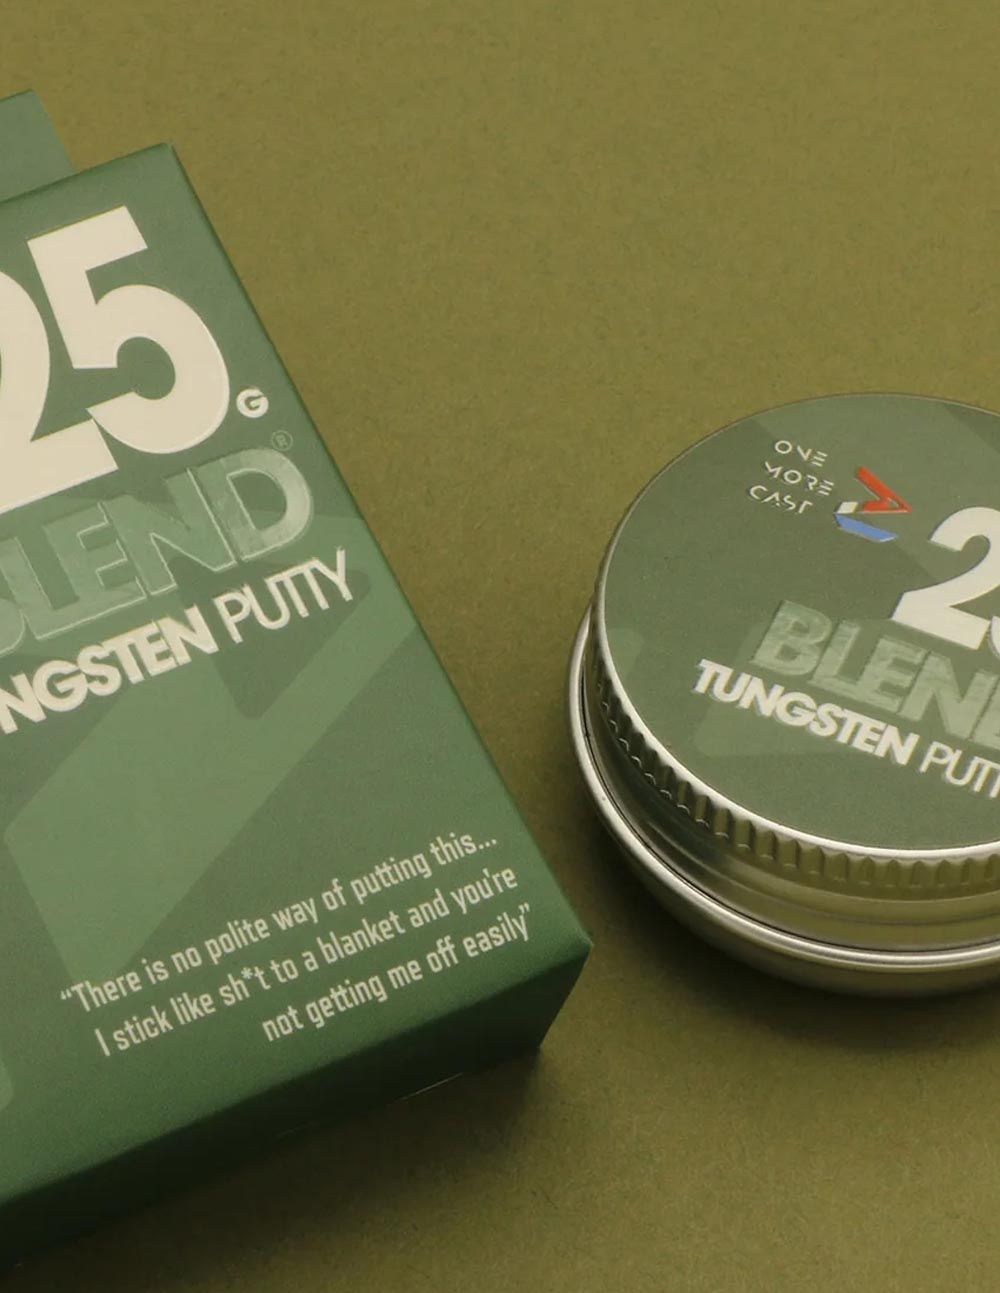 25.G
BLEND®
TUNGSTEN PUTTY
“There is no polite way of putting this...
I stick like sh*t to a blanket and you're
not getting me off easily”
ONE
MORE
CAST
25
BLEND
TUNGSTEN PUTTY